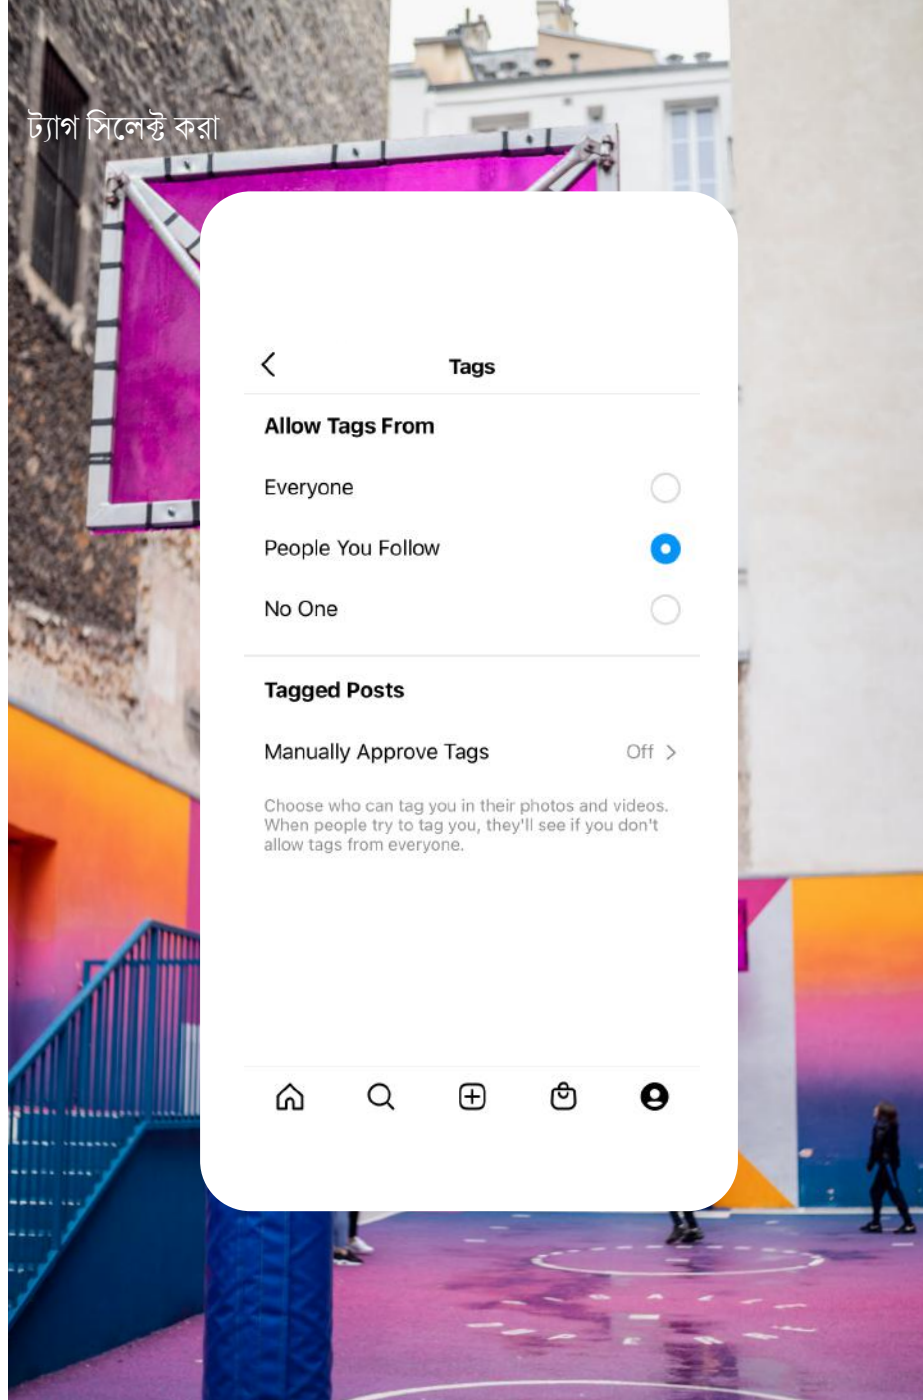 ট্যাগ সিলেক্ট করা
Tags
Allow Tags From
Everyone
People You Follow
No One
Tagged Posts
Manually Approve Tags Off
Choose who can tag you in their photos and videos.
When people try to tag you, they'll see if you don't
allow tags from everyone.